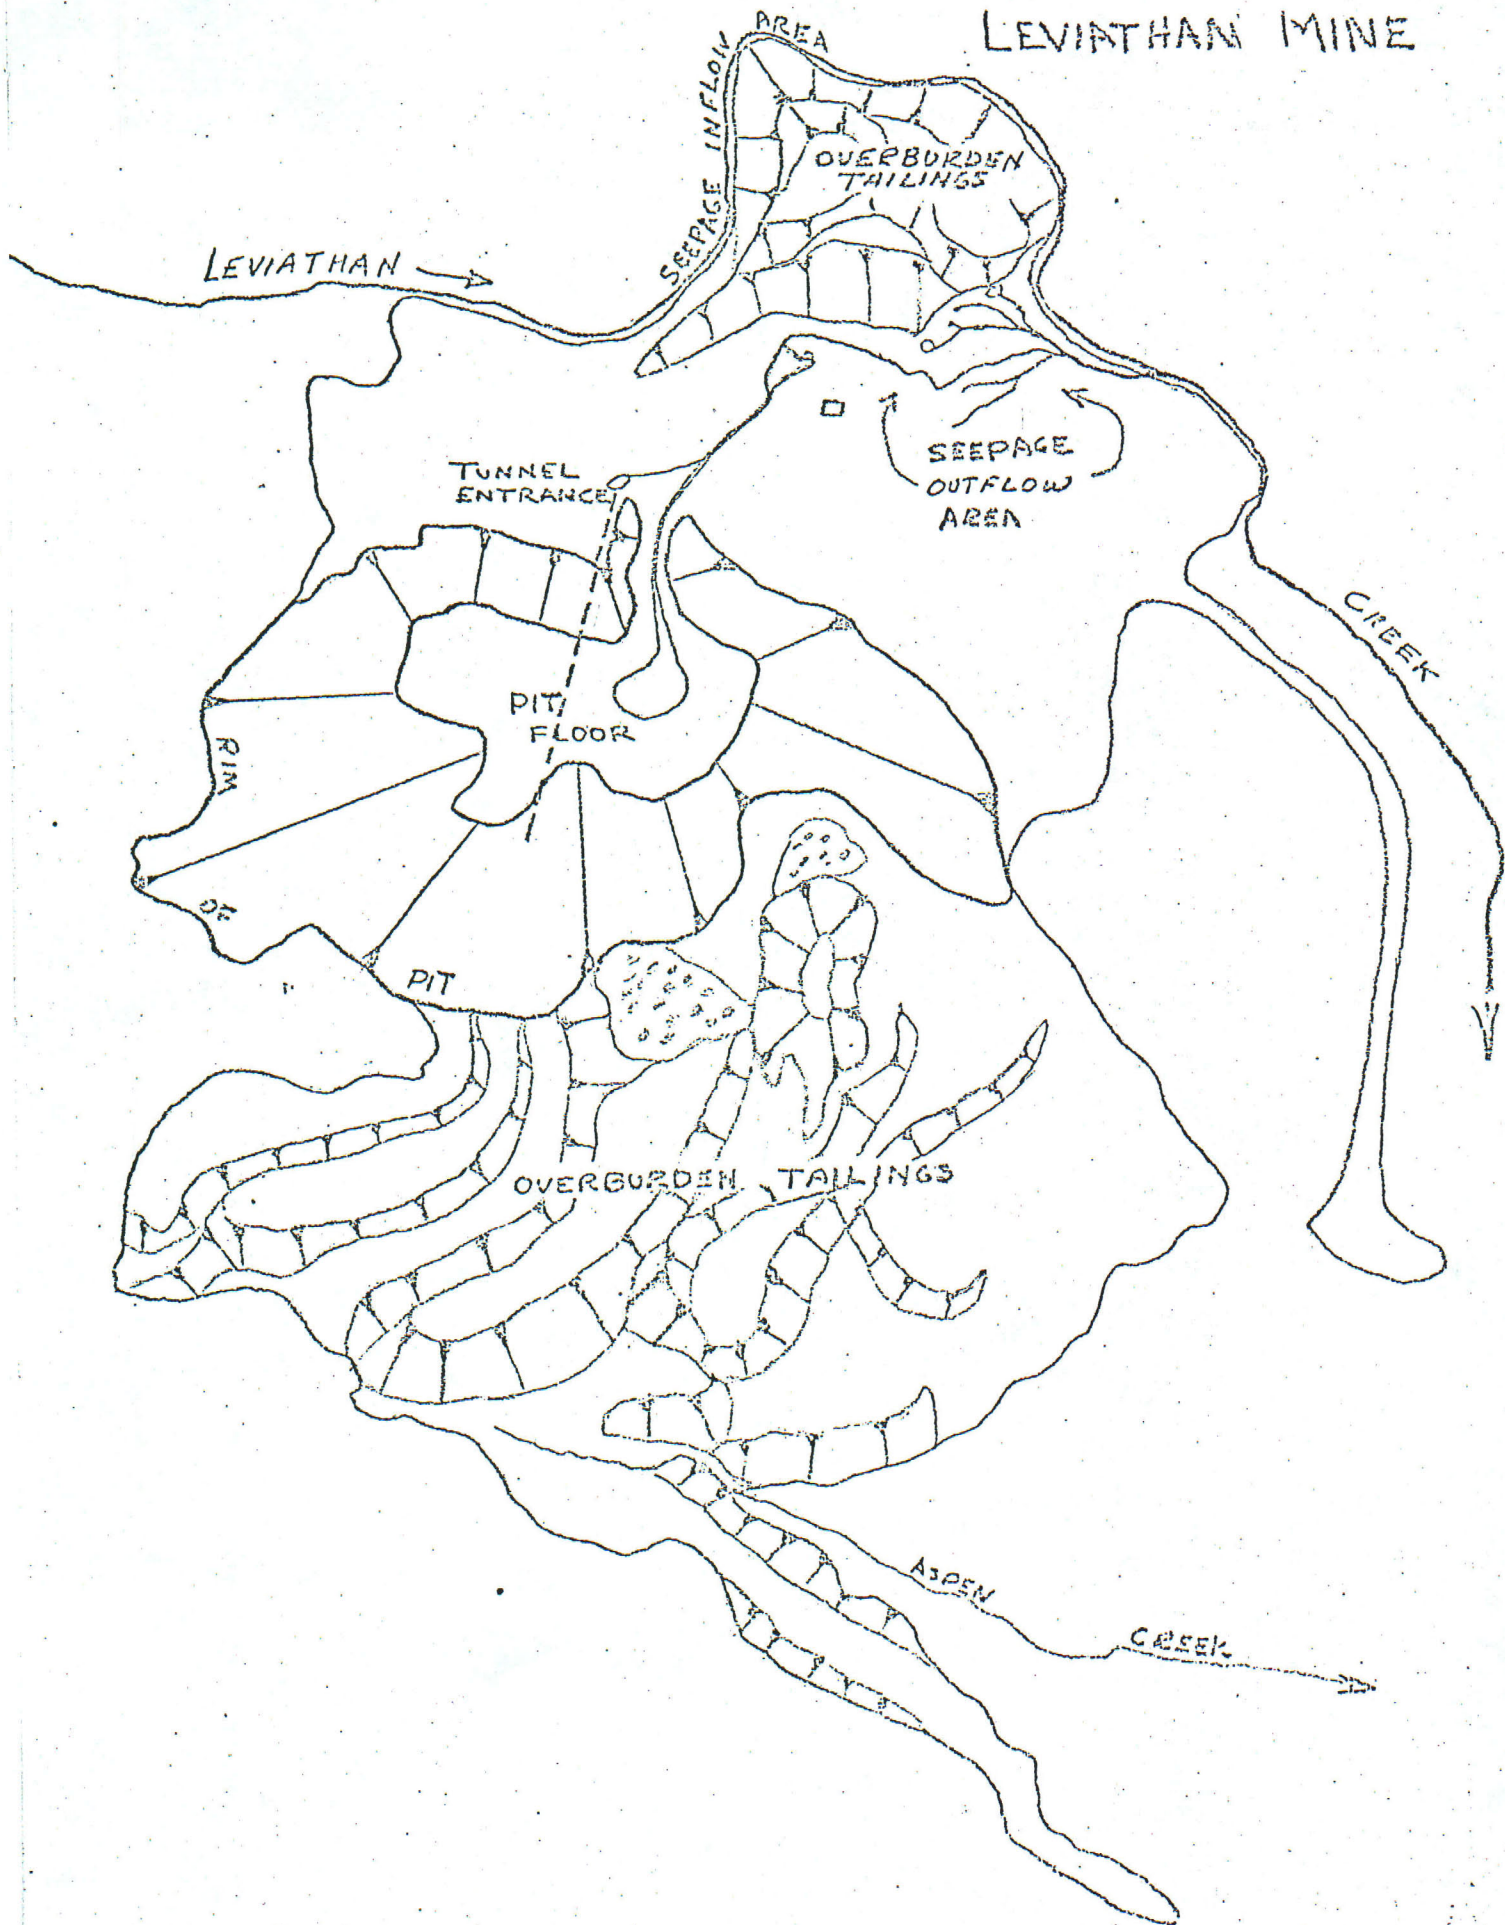 LEVIATHAN MINE
SEEPAGE INFLOW AREA
OVERBURDEN
TAILINGS
LEVIATHAN
SEEPAGE
OUTFLOW
AREA
TUNNEL
ENTRANCE
CREEK
PIT
FLOOR
RIM OF PIT
OVERBURDEN TAILINGS
ASPEN CREEK